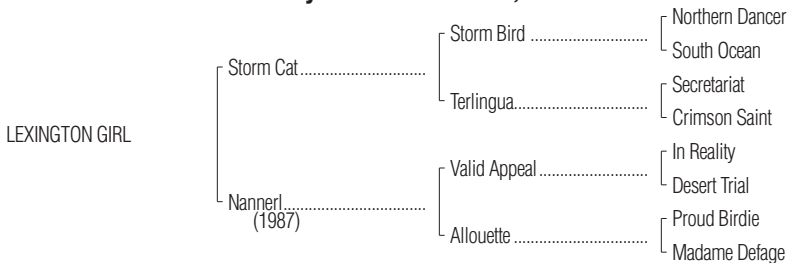 Northern Dancer
Storm Bird ..............................
South Ocean
Storm Cat................................
Secretariat
Terlingua..................................
Crimson Saint
LEXINGTON GIRL
In Reality
Valid Appeal............................
Desert Trial
Nannerl....................................
(1987)
Proud Birdie
Allouette ..................................
Madame Defage